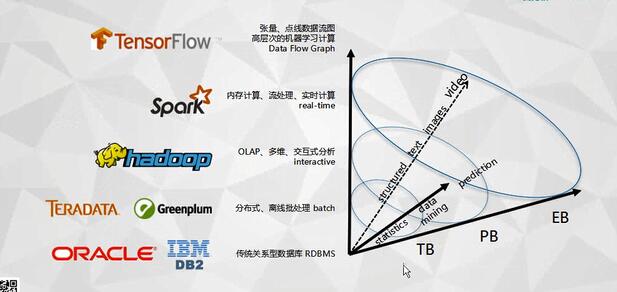 TensorFlow
张量、点线数据流图
高层次的机器学习计算
Data Flow Graph
Spark
内存计算、流处理、实时计算
real-time
hadoop
OLAP、多维、交互式分析
interactive
TERADATA
Greenplum
分布式、离线批处理 batch
ORACLE
IBM
DB2
传统关系型数据库 RDBMS
structured text images video
statistics data mining prediction
TB
PB
EB